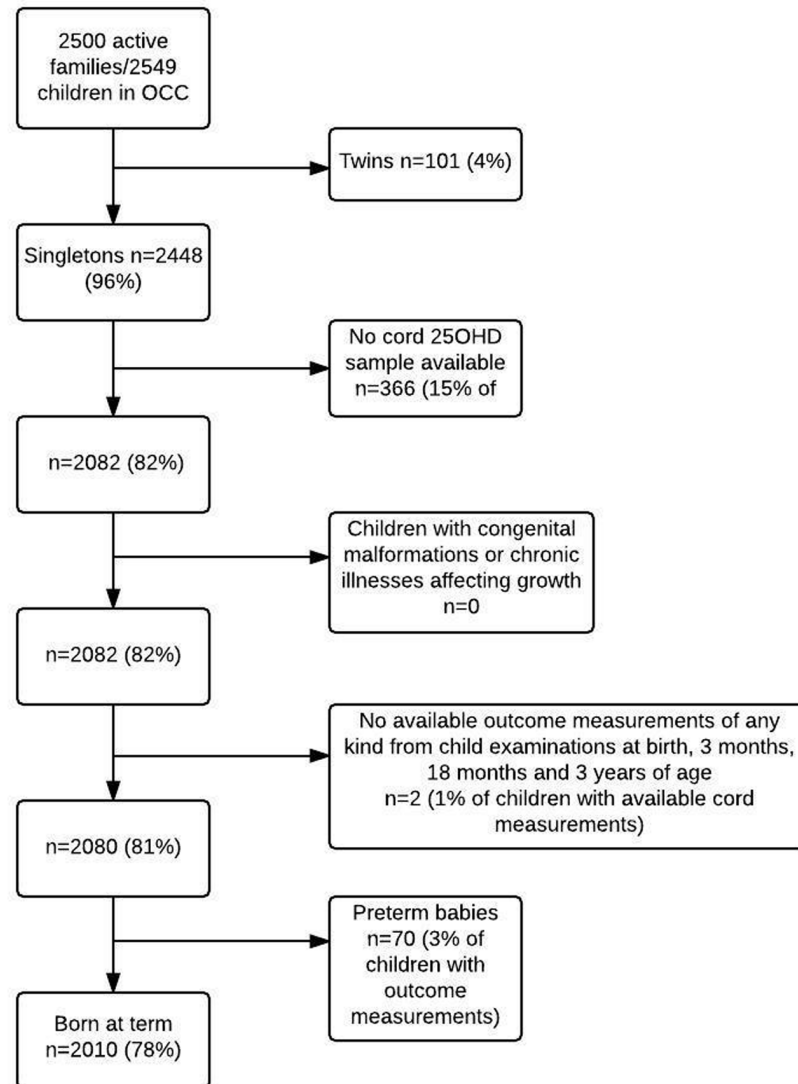 2500 active
families/2549
children in OCC
Twins n=101 (4%)
Singletons n=2448
(96%)
No cord 25OHD
sample available
n=366 (15% of
n=2082 (82%)
Children with congenital
malformations or chronic
illnesses affecting growth
n=0
n=2082 (82%)
No available outcome measurements of any
kind from child examinations at birth, 3 months,
18 months and 3 years of age
n=2 (1% of children with available cord
measurements)
n=2080 (81%)
Preterm babies
n=70 (3% of
children with
outcome
measurements)
Born at term
n=2010 (78%)